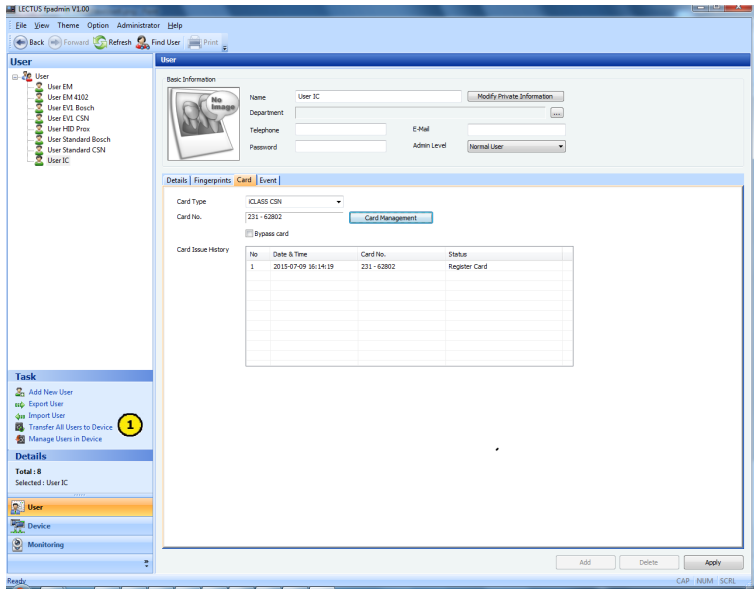 LECTUS fpadmin V1.00
File View Theme Option Administrator Help
Back Forward Refresh Find User Print
User
User
User EM
User EM 4102
User EV1 Bosch
User EV1 CSN
User HID Prox
User Standard Bosch
User Standard CSN
User IC
Task
Add New User
Export User
Import User
Transfer All Users to Device
1
Manage Users in Device
Details
Total : 8
Selected : User IC
User
Device
Monitoring
User
Basic Information
No Image
Name User IC Modify Private Information
Department ...
Telephone E-Mail
Password Admin Level Normal User
Details Fingerprints Card Event
Card Type iCLASS CSN
Card No. 231 - 62802 Card Management
Bypass card
Card Issue History
No Date & Time Card No. Status
1 2015-07-09 16:14:19 231 - 62802 Register Card
Add Delete Apply
Ready CAP NUM SCRL